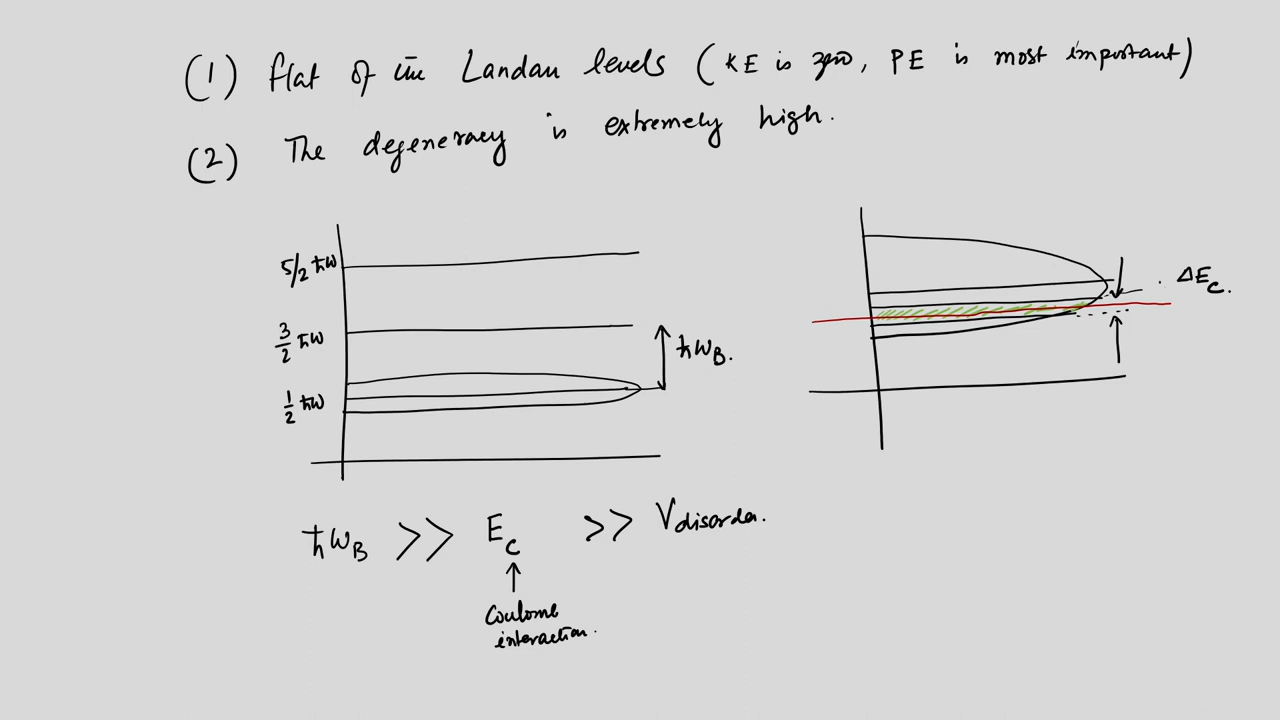 (1) flat of the Landau levels (KE is zero, PE is most important)
(2) The degeneracy is extremely high.
5/2 ℏω
3/2 ℏω
1/2 ℏω
ℏω_B.
ΔE_C.
ℏω_B >> E_C >> V_disorder.
↑
Coulomb
interaction.